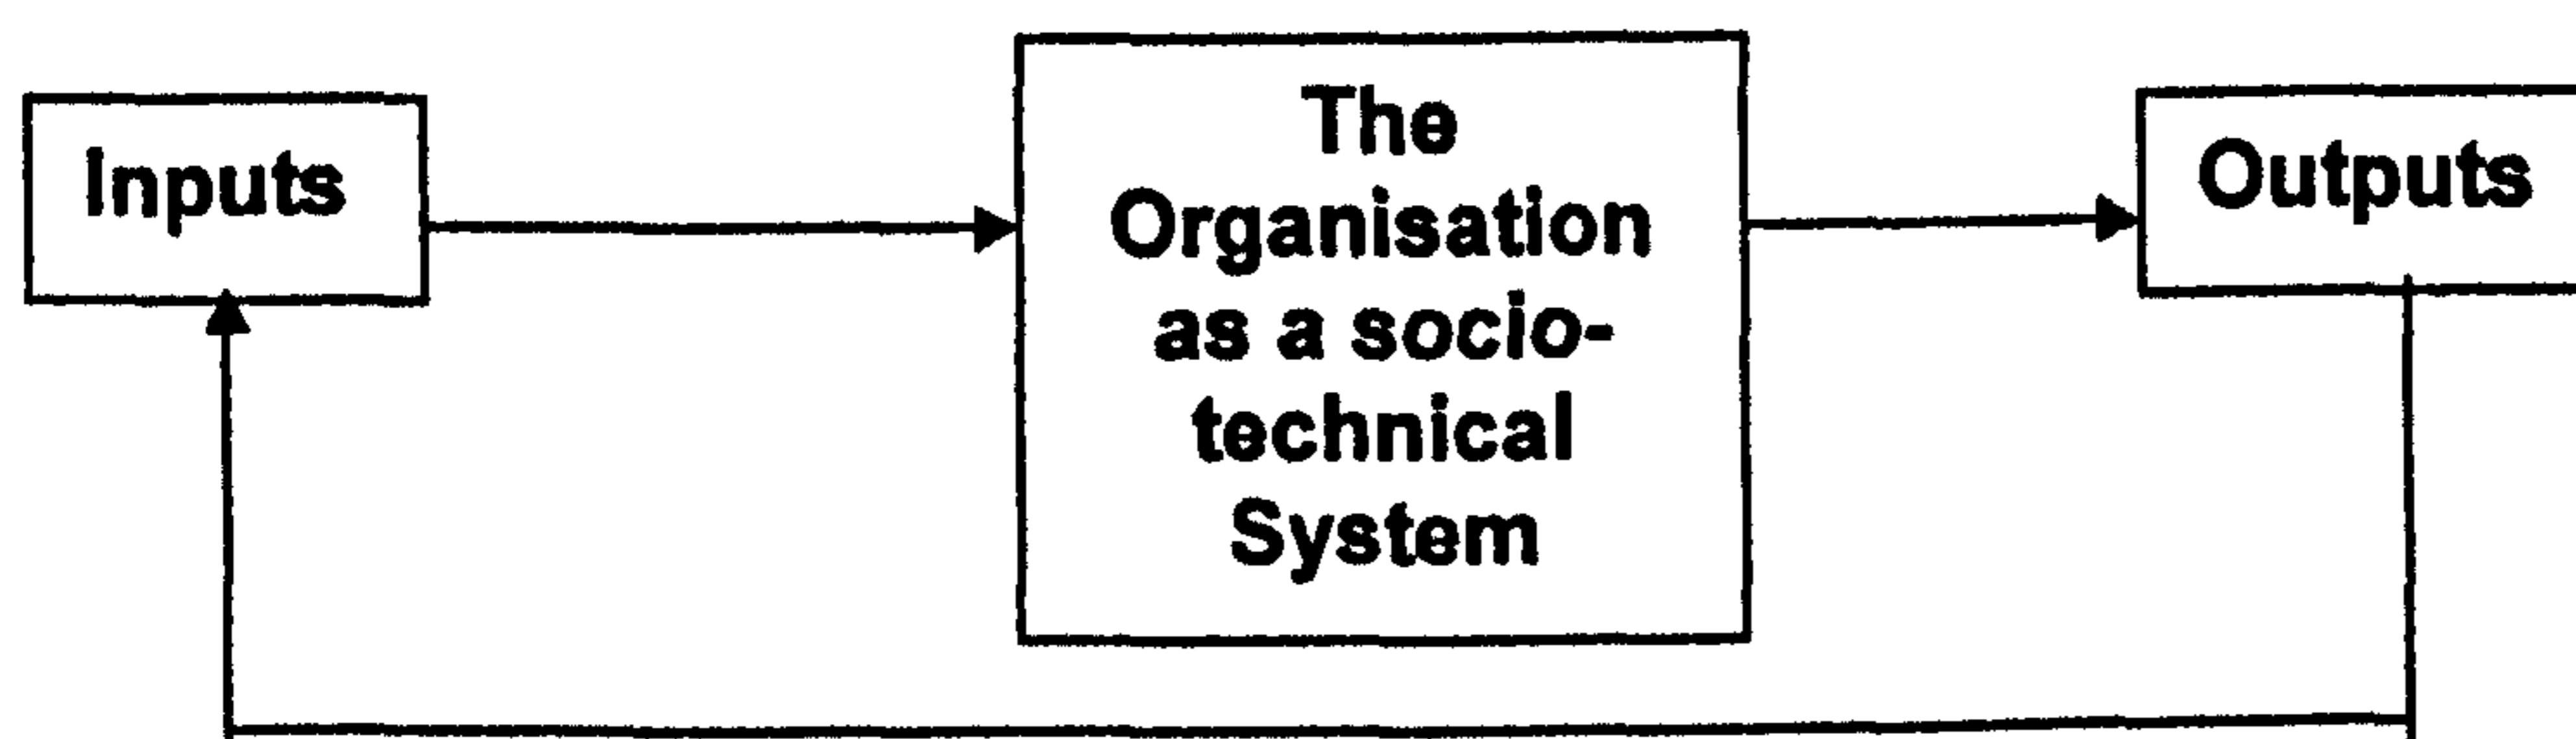 Inputs
The
Organisation
as a socio-
technical
System
Outputs